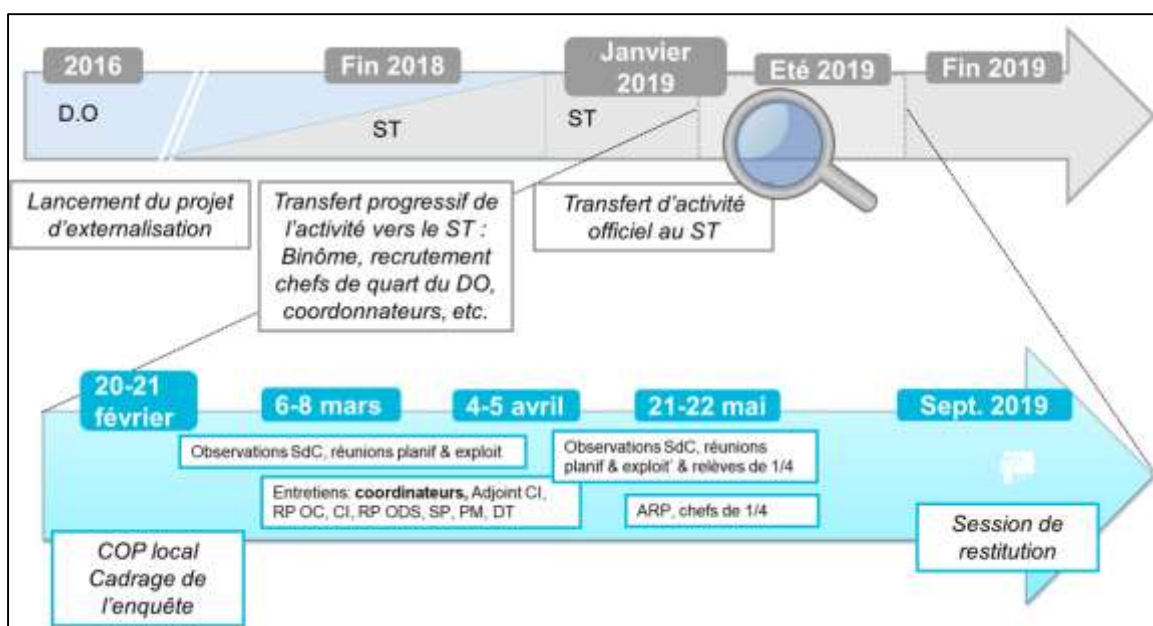 2016
Fin 2018
Janvier
2019
Eté 2019
Fin 2019
D.O
ST
ST
Lancement du projet
d'externalisation
Transfert progressif de
l'activité vers le ST :
Binôme, recrutement
chefs de quart du DO,
coordonnateurs, etc.
Transfert d'activité
officiel au ST
20-21
février
6-8 mars
4-5 avril
21-22 mai
Sept. 2019
Observations SdC, réunions planif & exploit
Observations SdC, réunions
planif & exploit' & relèves de 1/4
Entretiens: coordinateurs, Adjoint CI,
RP OC, CI, RP ODS, SP, PM, DT
ARP, chefs de 1/4
COP local
Cadrage de
l'enquête
Session de
restitution